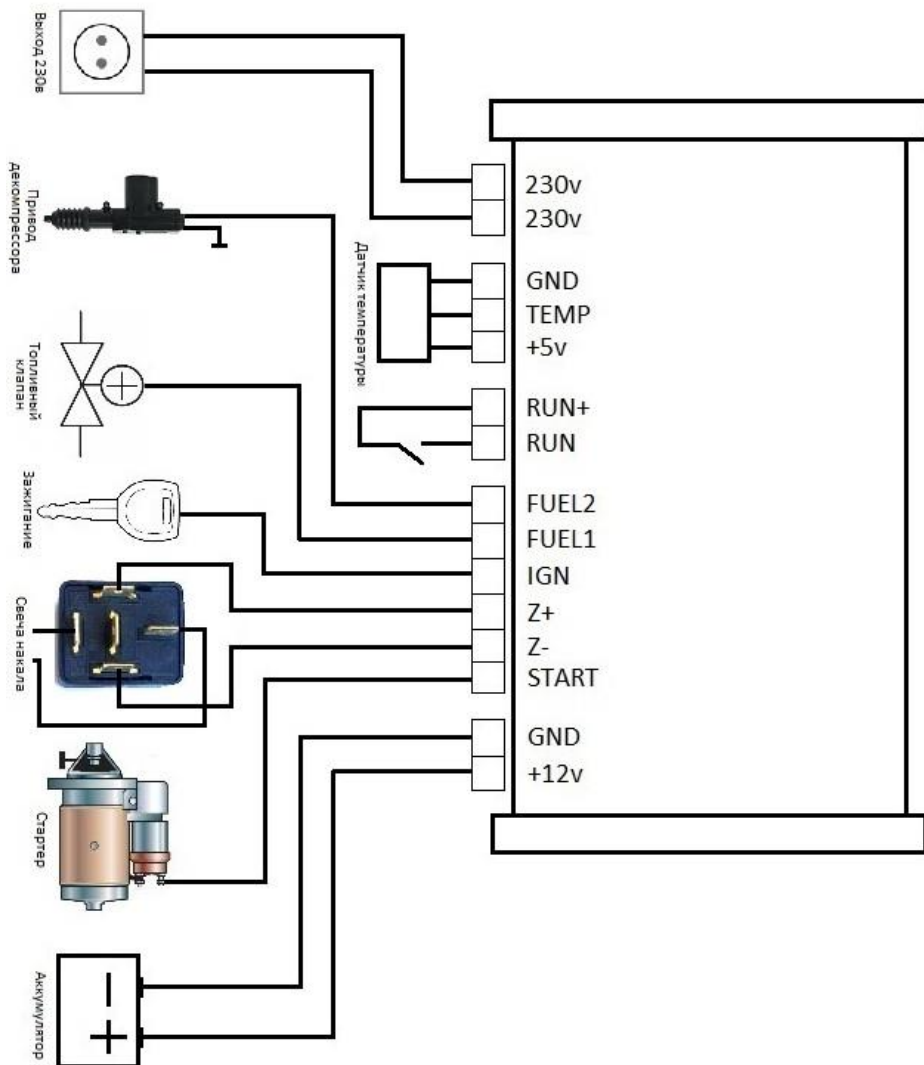 Выход 230в
Привод
декомпрессора
Топливный
клапан
Зажигание
Свеча накала
Стартер
Аккумулятор
Датчик температуры
230v
230v
GND
TEMP
+5v
RUN+
RUN
FUEL2
FUEL1
IGN
Z+
Z-
START
GND
+12v